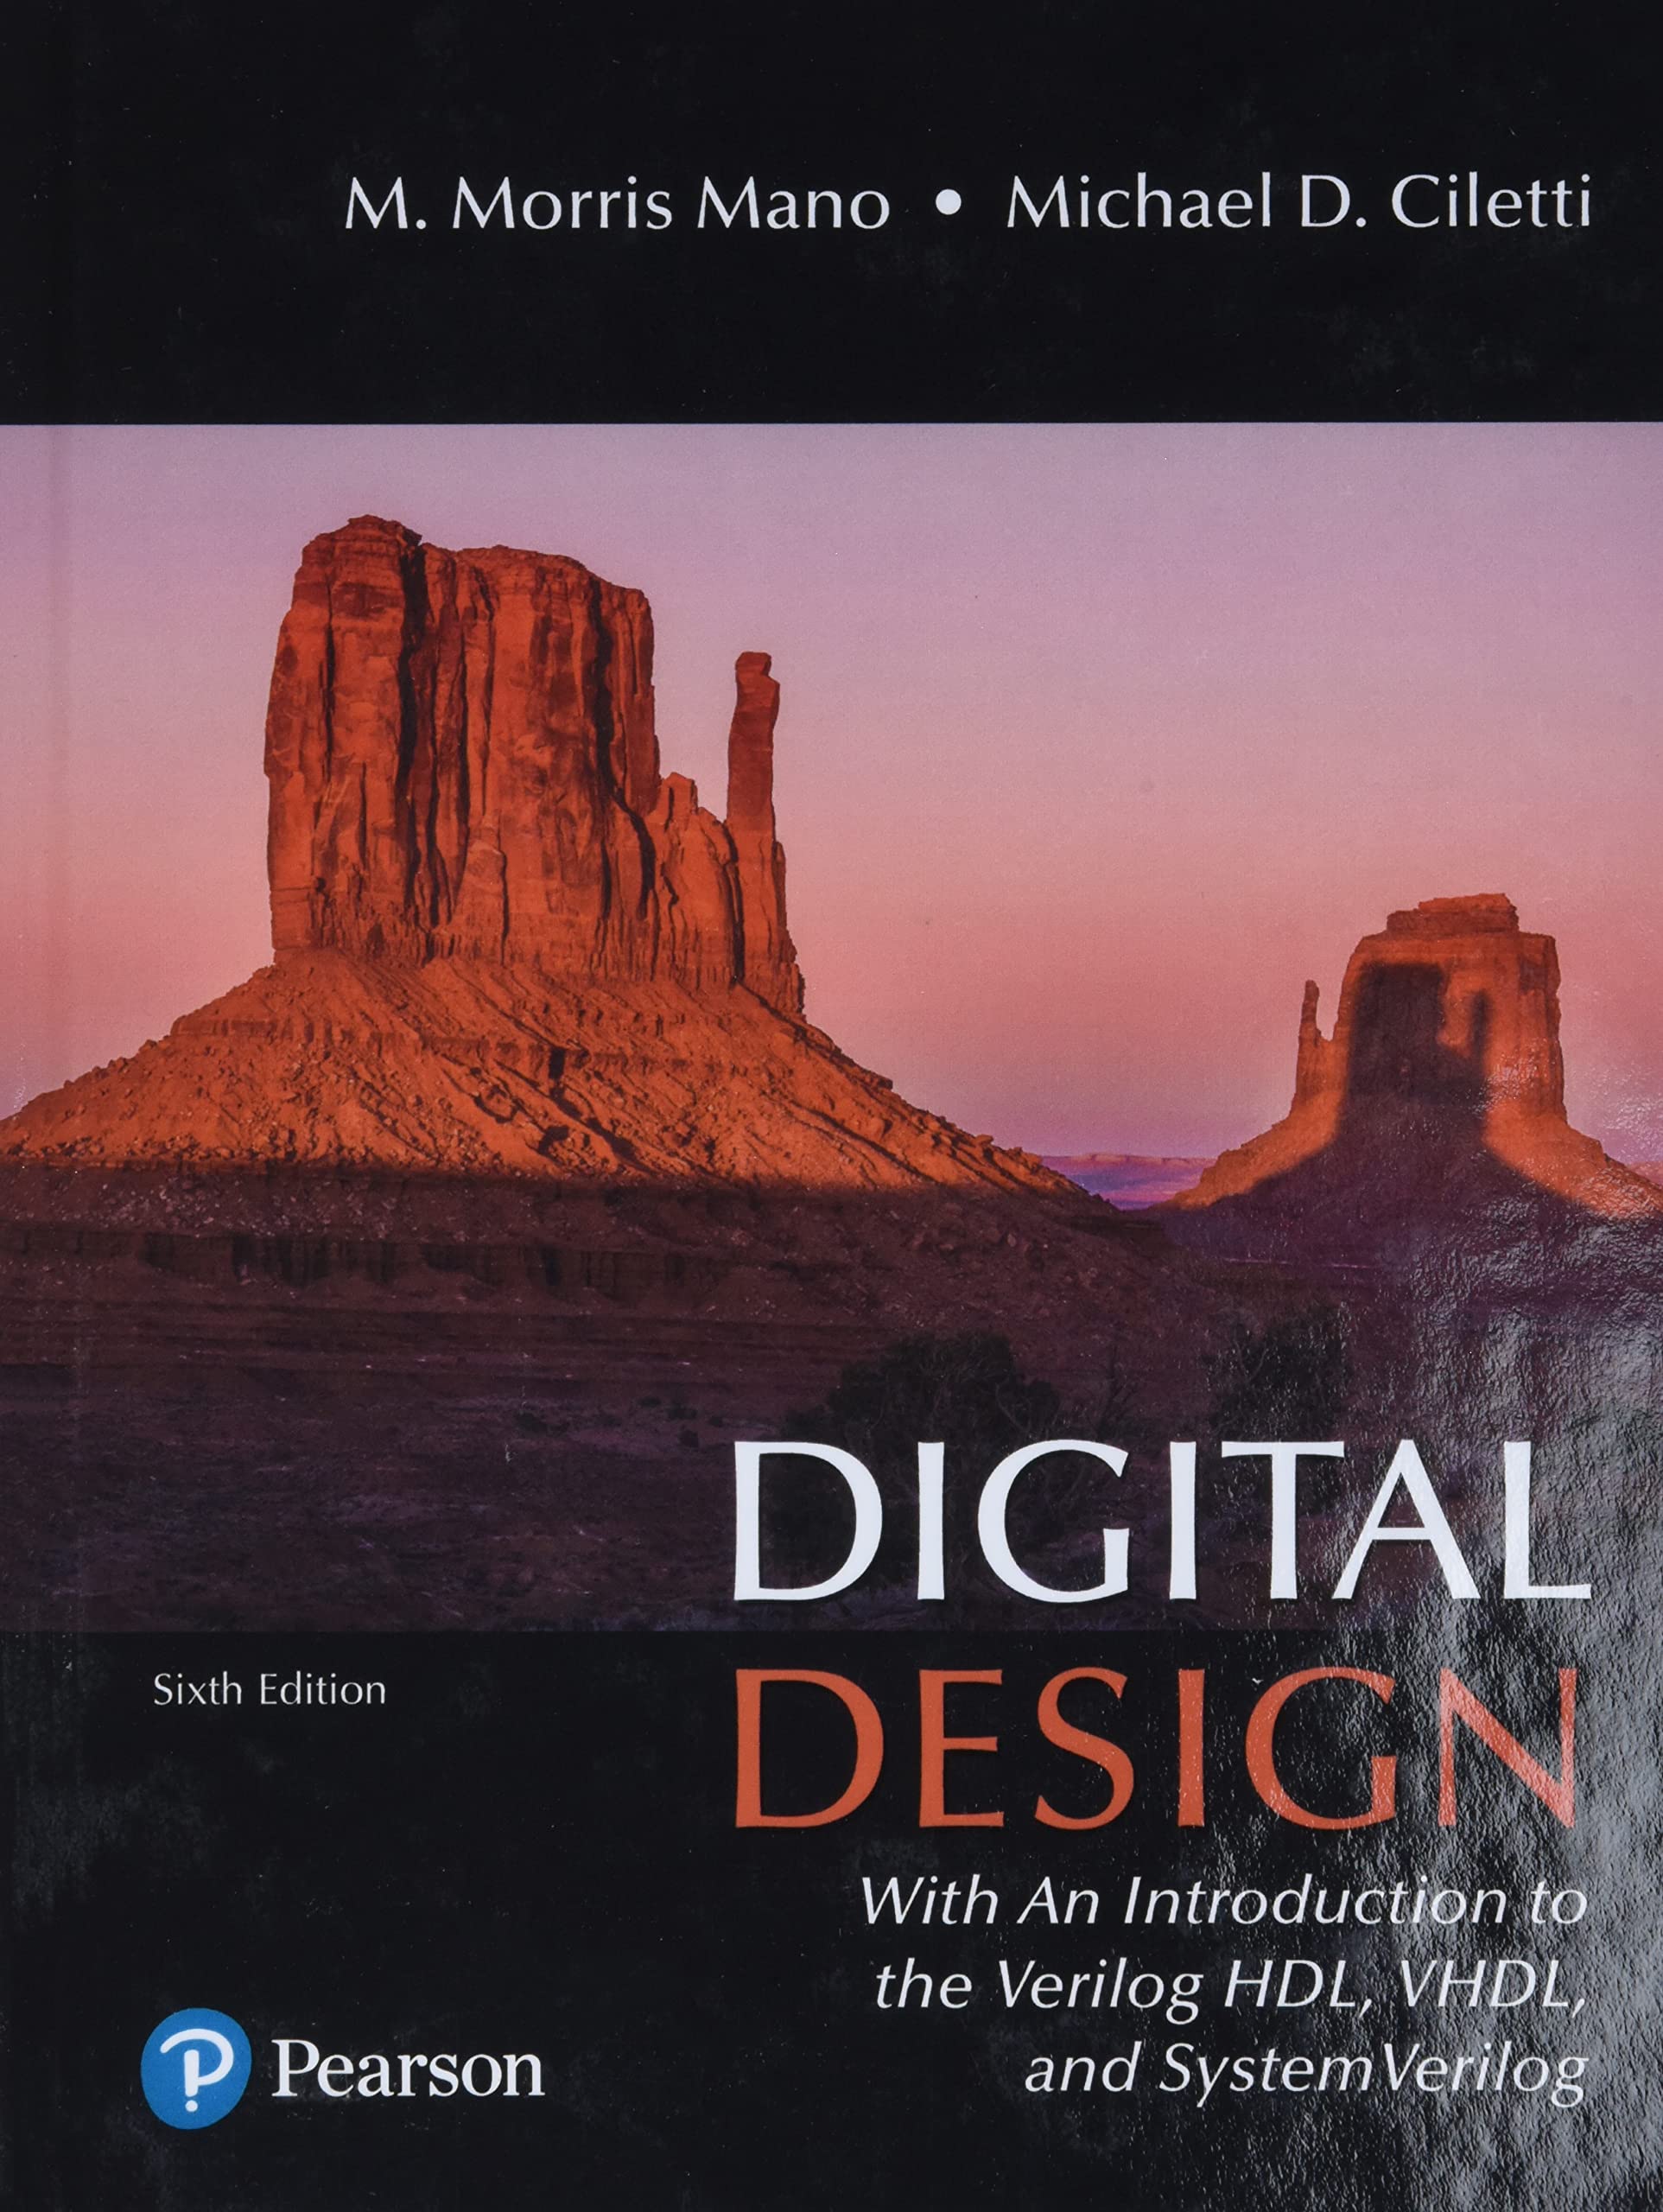 M. Morris Mano • Michael D. Ciletti
DIGITAL
DESIGN
Sixth Edition
With An Introduction to
the Verilog HDL, VHDL,
and SystemVerilog
Pearson